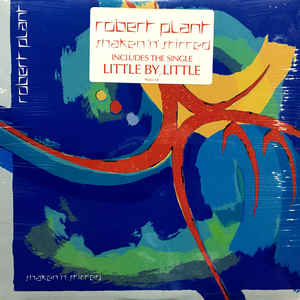 robert plant
shaken 'n' stirred
INCLUDES THE SINGLE
LITTLE BY LITTLE
robert plant
shaken 'n' stirred